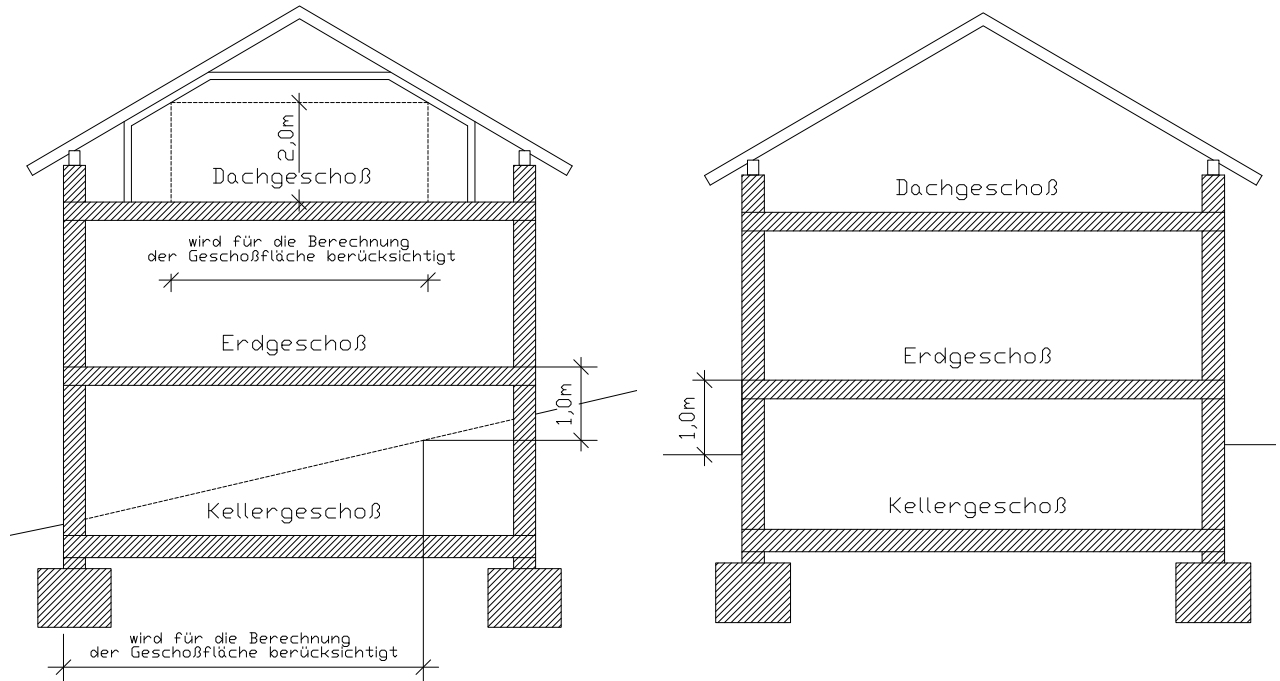 2,0m
Dachgeschoß
wird für die Berechnung
der Geschoßfläche berücksichtigt
Erdgeschoß
1,0m
Kellergeschoß
wird für die Berechnung
der Geschoßfläche berücksichtigt
Dachgeschoß
Erdgeschoß
1,0m
Kellergeschoß